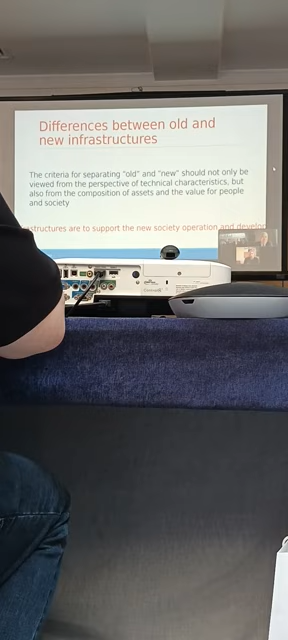 Differences between old and
new infrastructures
The criteria for separating "old" and "new" should not only be
viewed from the perspective of technical characteristics, but
also from the composition of assets and the value for people
and society
structures are to support the new society operation and develop